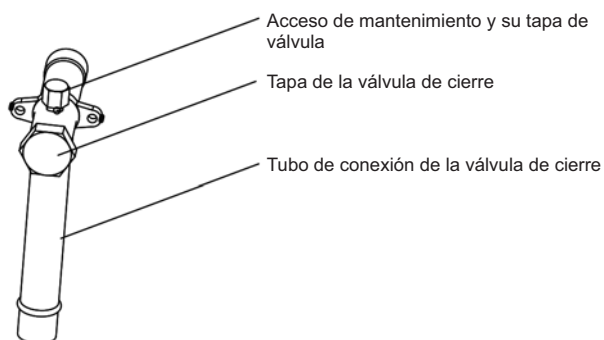 Acceso de mantenimiento y su tapa de
válvula
Tapa de la válvula de cierre
Tubo de conexión de la válvula de cierre